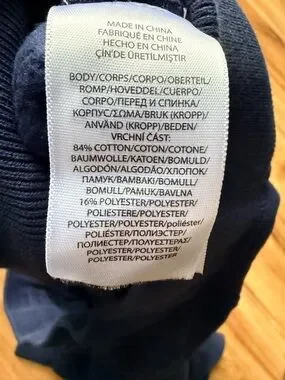 MADE IN CHINA
FABRIQUÉ EN CHINE
HECHO EN CHINA
ÇİN'DE ÜRETİLMİŞTİR
BODY/CORPS/CORPO/OBERTEIL/
ROMP/HOVEDDEL/CUERPO/
CORPO/ПЕРЕД И СПИНКА/
КОРПУС/ΣΩΜΑ/BRUK (KROPP)/
ANVÄND (KROPP)/BEDEN/
VRCHNÍ ČÁST:
84% COTTON/COTON/COTONE/
BAUMWOLLE/KATOEN/BOMULD/
ALGODÓN/ALGODÃO/ХЛОПОК/
ПАМУК/ΒΑΜΒΑΚΙ/BOMULL/
BOMULL/PAMUK/BAVLNA
16% POLYESTER/POLYESTER/
POLIESTERE/POLYESTER/
POLYESTER/POLYESTER/poliéster/
POLIÉSTER/ПОЛИЭСТЕР/
ПОЛИЕСТЕР/ΠΟΛΥΕΣΤΕΡΑΣ/
POLYESTER/POLYESTER/
POLYESTER/POLYESTER